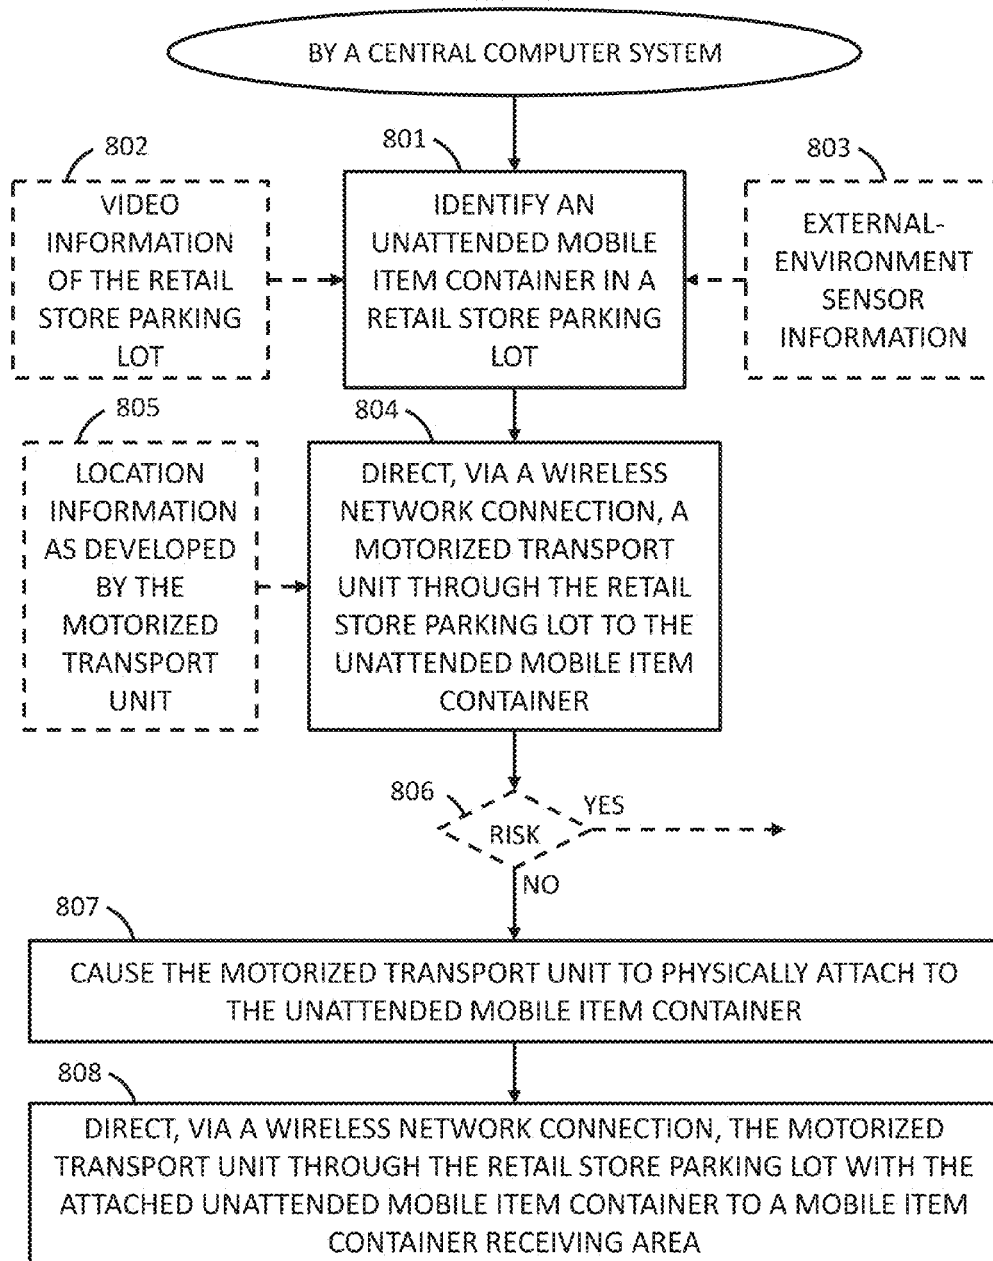 BY A CENTRAL COMPUTER SYSTEM
802
801
803
VIDEO
INFORMATION
OF THE RETAIL
STORE PARKING
LOT
IDENTIFY AN
UNATTENDED MOBILE
ITEM CONTAINER IN A
RETAIL STORE PARKING
LOT
EXTERNAL-
ENVIRONMENT
SENSOR
INFORMATION
805
804
LOCATION
INFORMATION
AS DEVELOPED
BY THE
MOTORIZED
TRANSPORT
UNIT
DIRECT, VIA A WIRELESS
NETWORK CONNECTION, A
MOTORIZED TRANSPORT
UNIT THROUGH THE RETAIL
STORE PARKING LOT TO THE
UNATTENDED MOBILE ITEM
CONTAINER
806
YES
RISK
NO
807
CAUSE THE MOTORIZED TRANSPORT UNIT TO PHYSICALLY ATTACH TO
THE UNATTENDED MOBILE ITEM CONTAINER
808
DIRECT, VIA A WIRELESS NETWORK CONNECTION, THE MOTORIZED
TRANSPORT UNIT THROUGH THE RETAIL STORE PARKING LOT WITH THE
ATTACHED UNATTENDED MOBILE ITEM CONTAINER TO A MOBILE ITEM
CONTAINER RECEIVING AREA